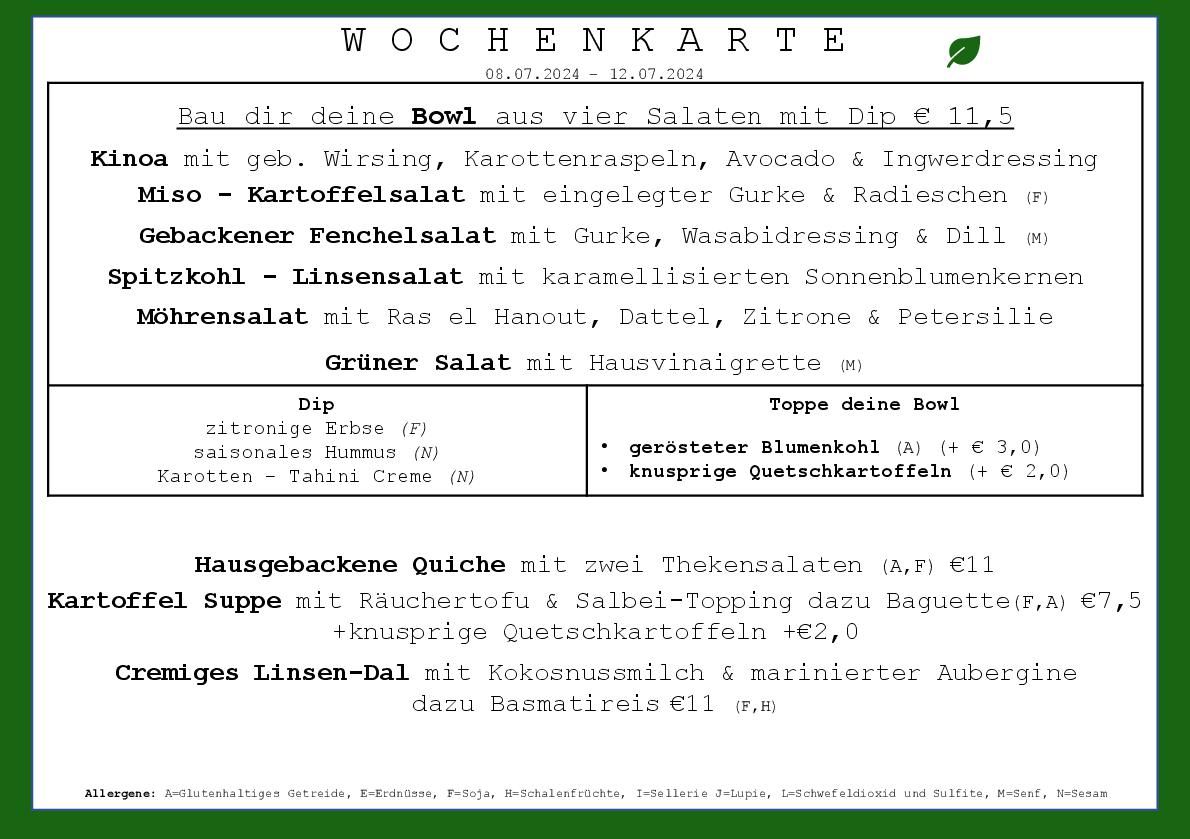 WOCHENKARTE
08.07.2024 – 12.07.2024
Bau dir deine Bowl aus vier Salaten mit Dip € 11,5
Kinoa mit geb. Wirsing, Karottenraspeln, Avocado & Ingwerdressing
Miso – Kartoffelsalat mit eingelegter Gurke & Radieschen (F)
Gebackener Fenchelsalat mit Gurke, Wasabidressing & Dill (M)
Spitzkohl – Linsensalat mit karamellisierten Sonnenblumenkernen
Möhrensalat mit Ras el Hanout, Dattel, Zitrone & Petersilie
Grüner Salat mit Hausvinaigrette (M)
Dip
zitronige Erbse (F)
saisonales Hummus (N)
Karotten – Tahini Creme (N)
Toppe deine Bowl
• gerösteter Blumenkohl (A) (+ € 3,0)
• knusprige Quetschkartoffeln (+ € 2,0)
Hausgebackene Quiche mit zwei Thekensalaten (A,F) €11
Kartoffel Suppe mit Räuchertofu & Salbei-Topping dazu Baguette(F,A) €7,5
+knusprige Quetschkartoffeln +€2,0
Cremiges Linsen-Dal mit Kokosnussmilch & marinierter Aubergine
dazu Basmatireis €11 (F,H)
Allergene: A=Glutenhaltiges Getreide, E=Erdnüsse, F=Soja, H=Schalenfrüchte, I=Sellerie J=Lupie, L=Schwefeldioxid und Sulfite, M=Senf, N=Sesam